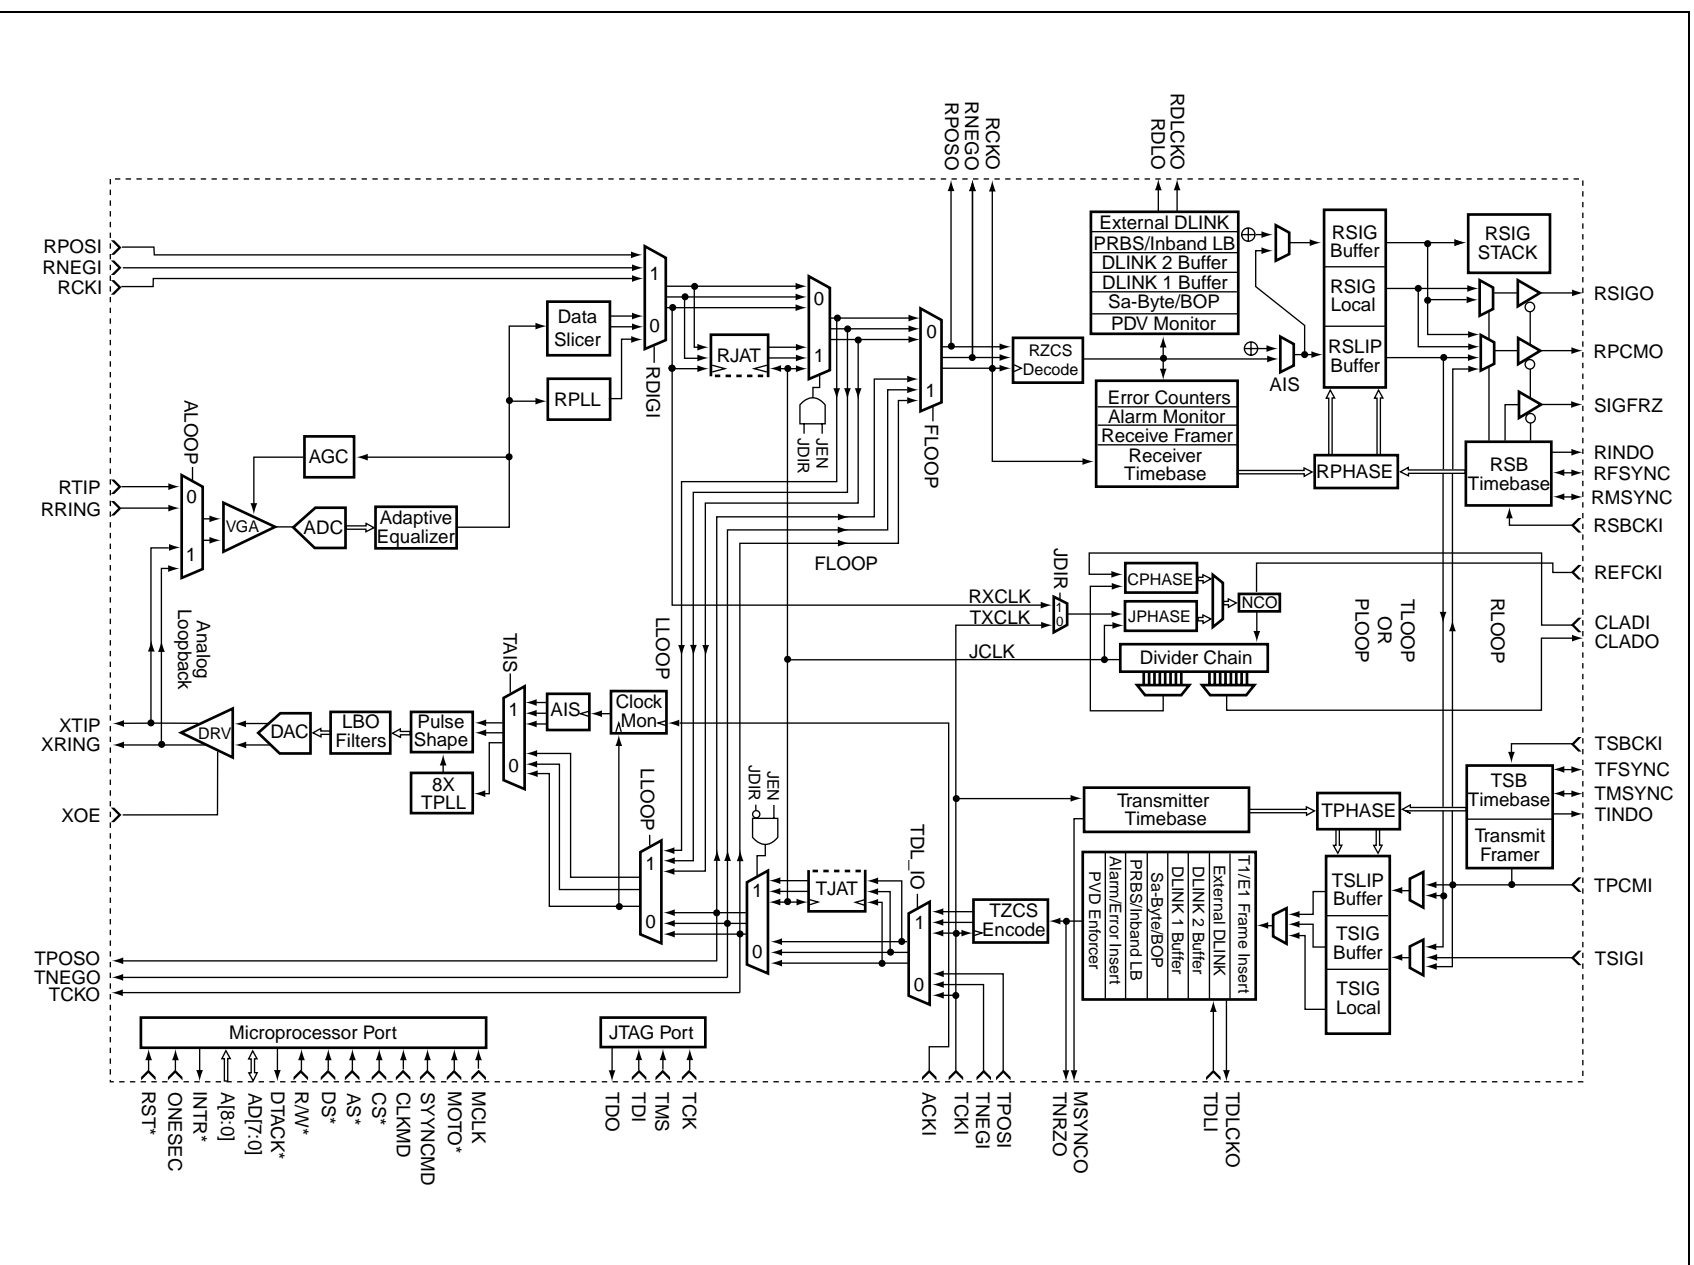 RPOSO
RNEGO
RCKO
RDLO
RDLCKO
RPOSI
RNEGI
RCKI
RTIP
RRING
XTIP
XRING
XOE
TPOSO
TNEGO
TCKO
ALOOP
0
1
VGA
AGC
ADC
Adaptive
Equalizer
Data
Slicer
RPLL
1
0
RDIGI
RJAT
0
1
JDIR
JEN
0
1
FLOOP
RZCS
Decode
External DLINK
PRBS/Inband LB
DLINK 2 Buffer
DLINK 1 Buffer
Sa-Byte/BOP
PDV Monitor
Error Counters
Alarm Monitor
Receive Framer
Receiver
Timebase
AIS
RSIG
Buffer
RSIG
Local
RSLIP
Buffer
RSIG
STACK
RPHASE
RSB
Timebase
RSIGO
RPCMO
SIGFRZ
RINDO
RFSYNC
RMSYNC
RSBCKI
REFCKI
CLADI
CLADO
TSBCKI
TFSYNC
TMSYNC
TINDO
TPCMI
TSIGI
FLOOP
Analog
Loopback
LLOOP
RXCLK
TXCLK
JCLK
JDIR
1
0
CPHASE
JPHASE
NCO
Divider Chain
PLOOP
OR
TLOOP
RLOOP
DRV
DAC
LBO
Filters
Pulse
Shape
8X
TPLL
TAIS
1
0
AIS
Clock
Mon
LLOOP
1
0
JDIR
JEN
1
0
TJAT
TDL_IO
1
0
TZCS
Encode
Transmitter
Timebase
TPHASE
TSB
Timebase
Transmit
Framer
T1/E1 Frame Insert
External DLINK
DLINK 2 Buffer
DLINK 1 Buffer
Sa-Byte/BOP
PRBS/Inband LB
Alarm/Error Insert
PVD Enforcer
TSLIP
Buffer
TSIG
Buffer
TSIG
Local
Microprocessor Port
JTAG Port
RST*
ONESEC
INTR*
A[8:0]
AD[7:0]
DTACK*
R/W*
DS*
AS*
CS*
CLKMD
SYYNCMD
MOTO*
MCLK
TDO
TDI
TMS
TCK
ACKI
TCKI
TNEGI
TPOSI
TNRZO
MSYNCO
TDLI
TDLCKO